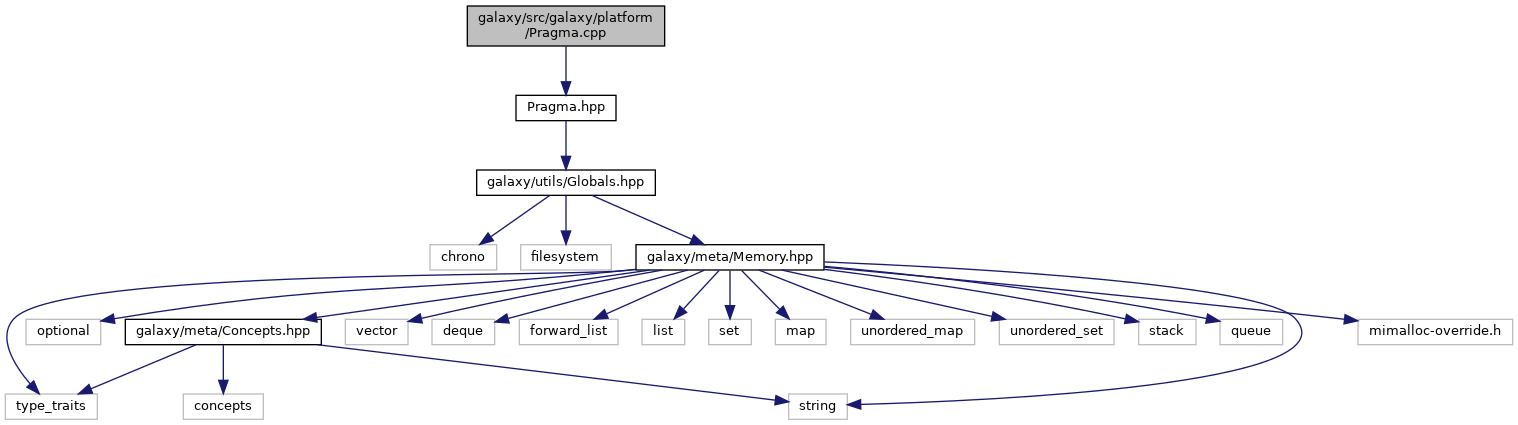 galaxy/src/galaxy/platform
/Pragma.cpp
Pragma.hpp
galaxy/utils/Globals.hpp
chrono
filesystem
galaxy/meta/Memory.hpp
optional
galaxy/meta/Concepts.hpp
vector
deque
forward_list
list
set
map
unordered_map
unordered_set
stack
queue
mimalloc-override.h
type_traits
concepts
string